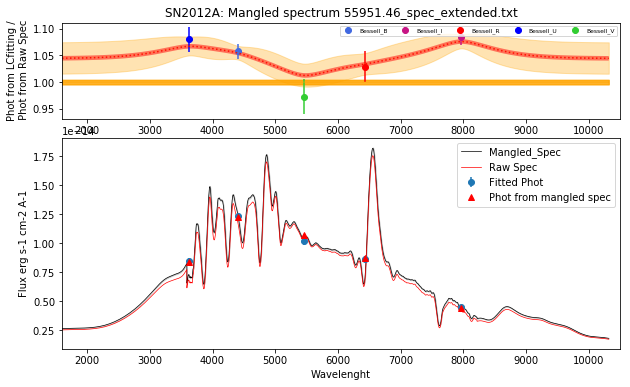 SN2012A: Mangled spectrum 55951.46_spec_extended.txt
Phot from LCfitting /
Phot from Raw Spec
1.10
1.05
1.00
0.95
Bessell_B
Bessell_I
Bessell_R
Bessell_U
Bessell_V
2000 3000 4000 5000 6000 7000 8000 9000 10000
1e−14
Flux erg s-1 cm-2 A-1
1.75
1.50
1.25
1.00
0.75
0.50
0.25
Mangled_Spec
Raw Spec
Fitted Phot
Phot from mangled spec
2000 3000 4000 5000 6000 7000 8000 9000 10000
Wavelenght